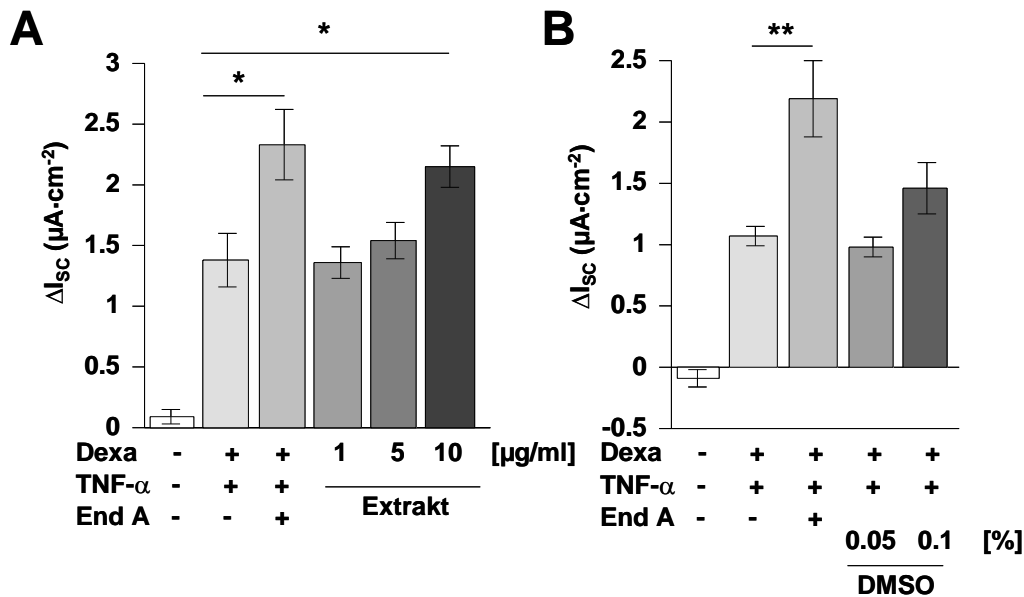 A
B
*
*
**
3
2.5
2
1.5
1
0.5
0
ΔISC (µA·cm-2)
2.5
2
1.5
1
0.5
0
-0.5
ΔISC (µA·cm-2)
Dexa - + + 1 5 10 [µg/ml]
TNF-α - + +
End A - - +
Extrakt
Dexa - + + + +
TNF-α - + + + +
End A - - +
0.05 0.1 [%]
DMSO